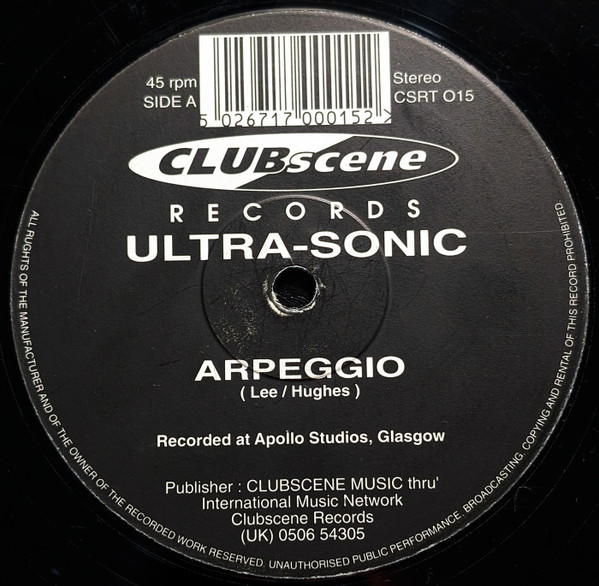 45 rpm
SIDE A
Stereo
CSRT O15
5 026717 000152 >
CLUBscene
RECORDS
ULTRA-SONIC
ARPEGGIO
( Lee / Hughes )
Recorded at Apollo Studios, Glasgow
Publisher : CLUBSCENE MUSIC thru'
International Music Network
Clubscene Records
(UK) 0506 54305
ALL RUGHTS OF THE MANUFACTURER AND OF THE OWNER OF THE RECORDED WORK RESERVED. UNAUTHORISED PUBLIC PERFORMANCE, BROADCASTING. COPYING AND RENTAL OF THIS RECORD PROHIBITED